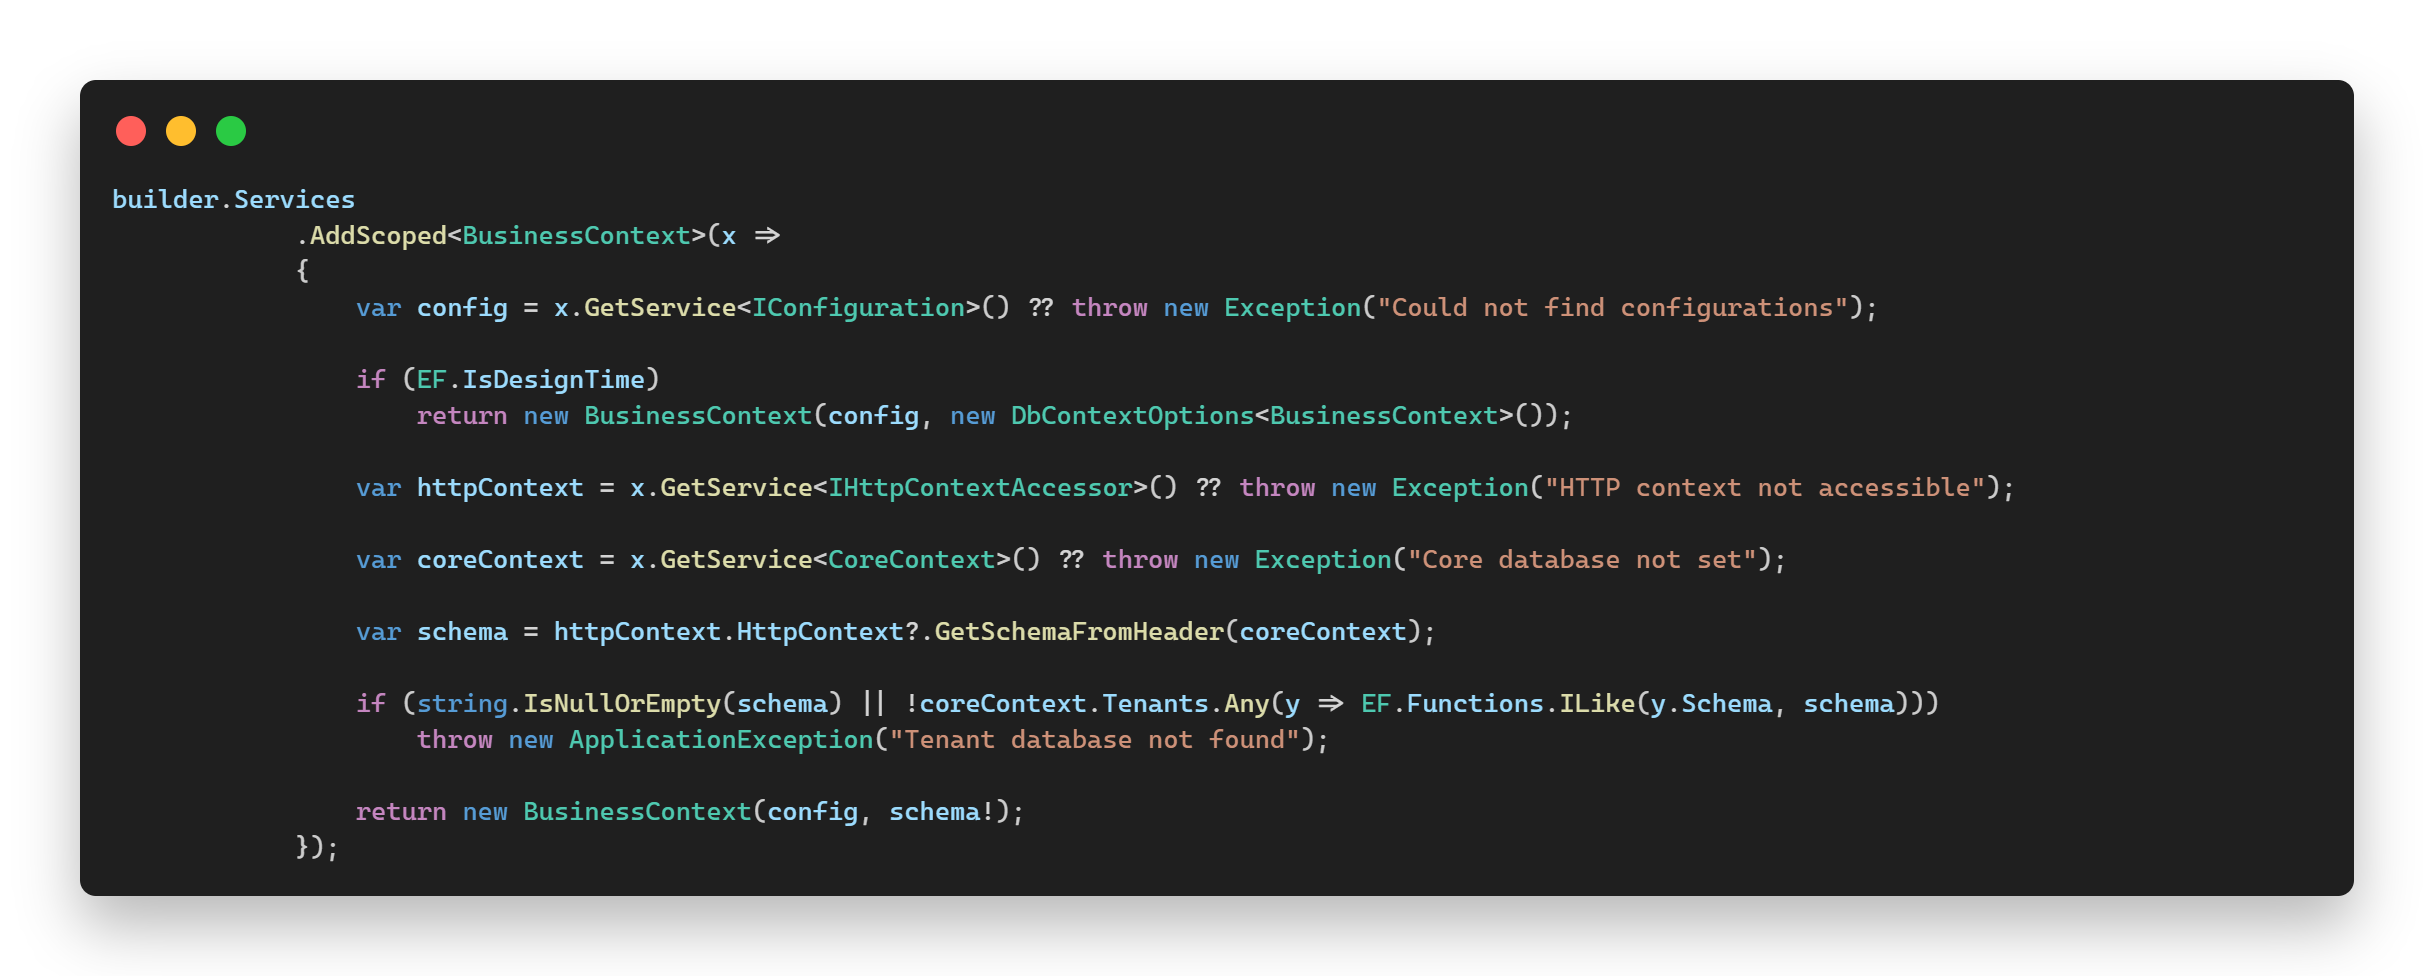 builder.Services
            .AddScoped<BusinessContext>(x =>
            {
                var config = x.GetService<IConfiguration>() ?? throw new Exception("Could not find configurations");

                if (EF.IsDesignTime)
                    return new BusinessContext(config, new DbContextOptions<BusinessContext>());

                var httpContext = x.GetService<IHttpContextAccessor>() ?? throw new Exception("HTTP context not accessible");

                var coreContext = x.GetService<CoreContext>() ?? throw new Exception("Core database not set");

                var schema = httpContext.HttpContext?.GetSchemaFromHeader(coreContext);

                if (string.IsNullOrEmpty(schema) || !coreContext.Tenants.Any(y => EF.Functions.ILike(y.Schema, schema)))
                    throw new ApplicationException("Tenant database not found");

                return new BusinessContext(config, schema!);
            });